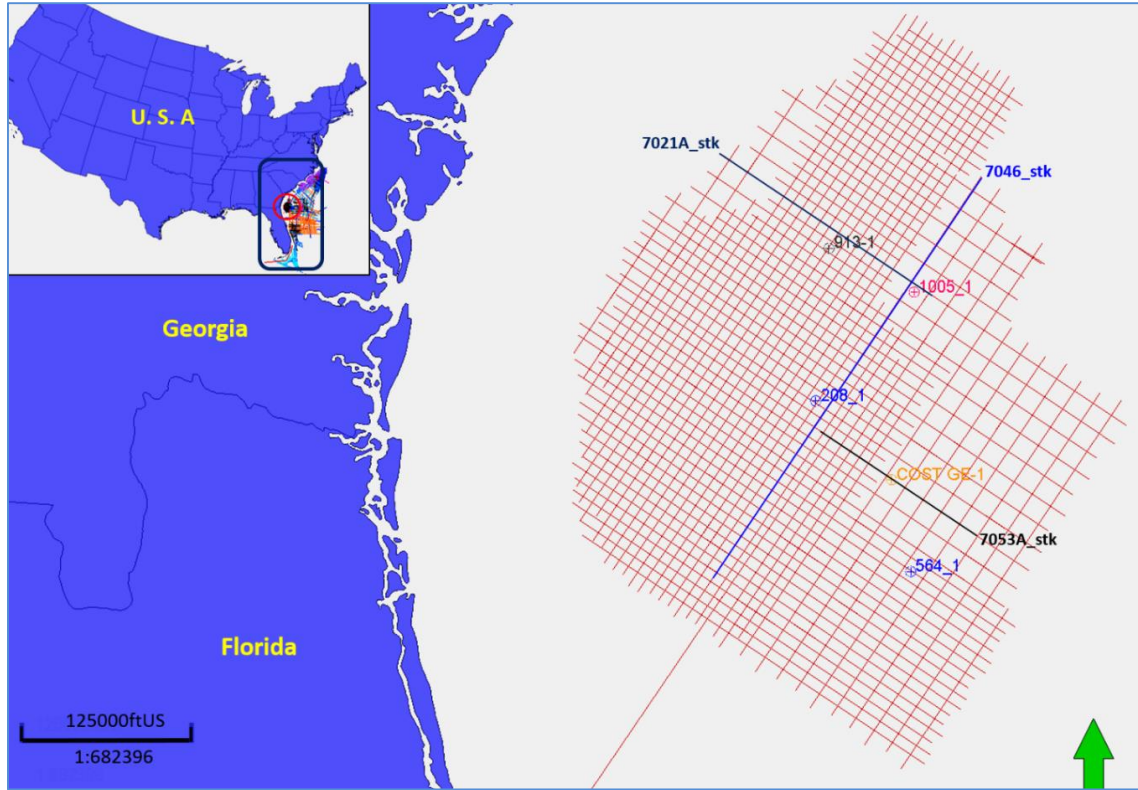 U. S. A
7021A_stk
7046_stk
913-1
1005_1
Georgia
208_1
COST GE-1
7053A_stk
564_1
Florida
125000ftUS
1:682396